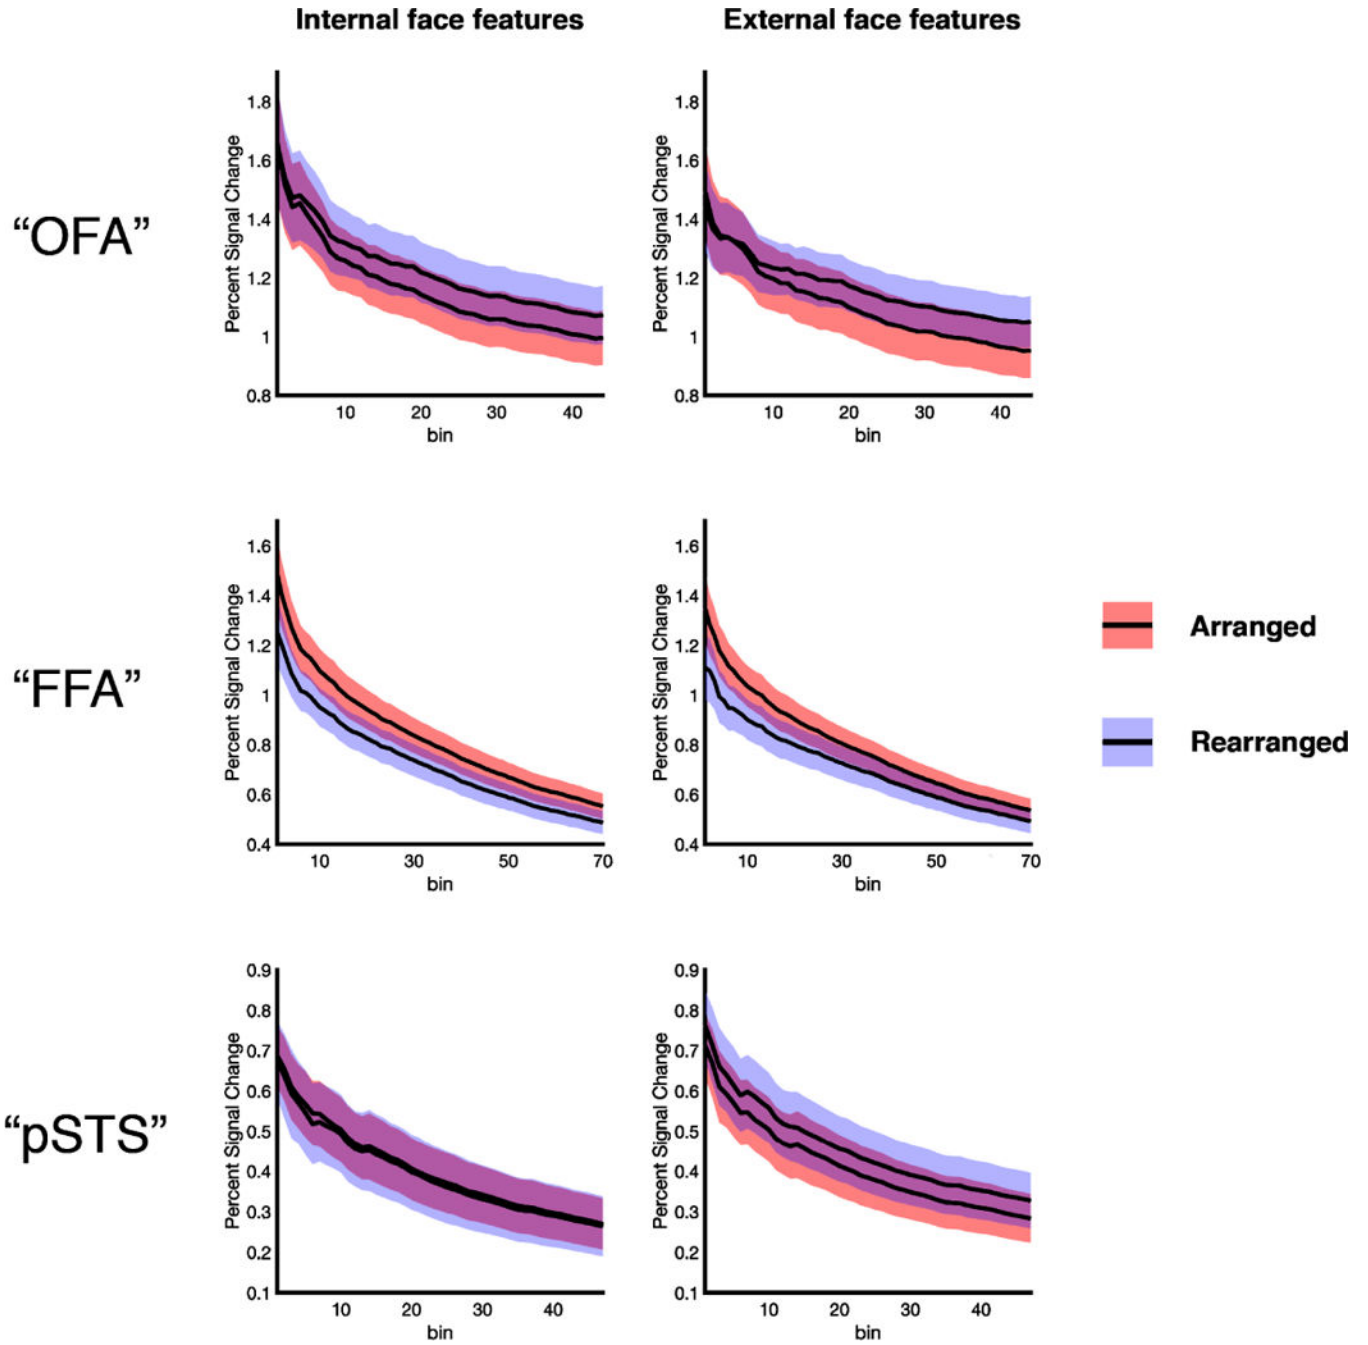 Internal face features
External face features
“OFA”
Percent Signal Change
1.8
1.6
1.4
1.2
1
0.8
10 20 30 40
bin
Percent Signal Change
1.8
1.6
1.4
1.2
1
0.8
10 20 30 40
bin
“FFA”
Percent Signal Change
1.6
1.4
1.2
1
0.8
0.6
0.4
10 30 50 70
bin
Percent Signal Change
1.6
1.4
1.2
1
0.8
0.6
0.4
10 30 50 70
bin
Arranged
Rearranged
“pSTS”
Percent Signal Change
0.9
0.8
0.7
0.6
0.5
0.4
0.3
0.2
0.1
10 20 30 40
bin
Percent Signal Change
0.9
0.8
0.7
0.6
0.5
0.4
0.3
0.2
0.1
10 20 30 40
bin